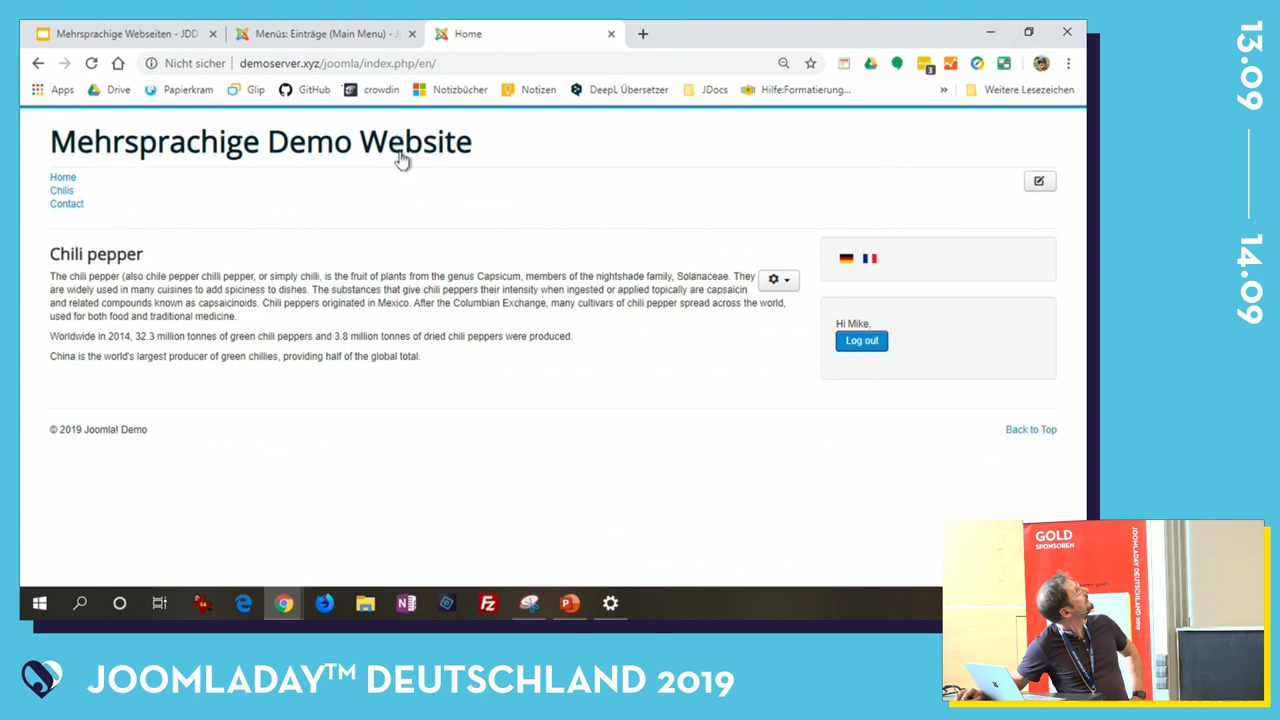 Mehrsprachige Webseiten - JDD
Menüs: Einträge (Main Menu) - J
Home
Nicht sicher
demoserver.xyz/joomla/index.php/en/
3
Apps
Drive
Papierkram
Glip
GitHub
crowdin
Notizbücher
Notizen
DeepL Übersetzer
JDocs
Hilfe:Formatierung...
Weitere Lesezeichen
Mehrsprachige Demo Website
Home
Chilis
Contact
Chili pepper
The chili pepper (also chile pepper chilli pepper, or simply chilli, is the fruit of plants from the genus Capsicum, members of the nightshade family, Solanaceae. They
are widely used in many cuisines to add spiciness to dishes. The substances that give chili peppers their intensity when ingested or applied topically are capsaicin
and related compounds known as capsaicinoids. Chili peppers originated in Mexico. After the Columbian Exchange, many cultivars of chili pepper spread across the world,
used for both food and traditional medicine.
Worldwide in 2014, 32.3 million tonnes of green chili peppers and 3.8 million tonnes of dried chili peppers were produced.
China is the world's largest producer of green chillies, providing half of the global total.
Hi Mike,
Log out
© 2019 Joomla! Demo
Back to Top
13.09
14.09
GOLD
SPONSOREN
JOOMLADAY DEUTSCHLAND 2019
JOOMLADAY™ DEUTSCHLAND 2019